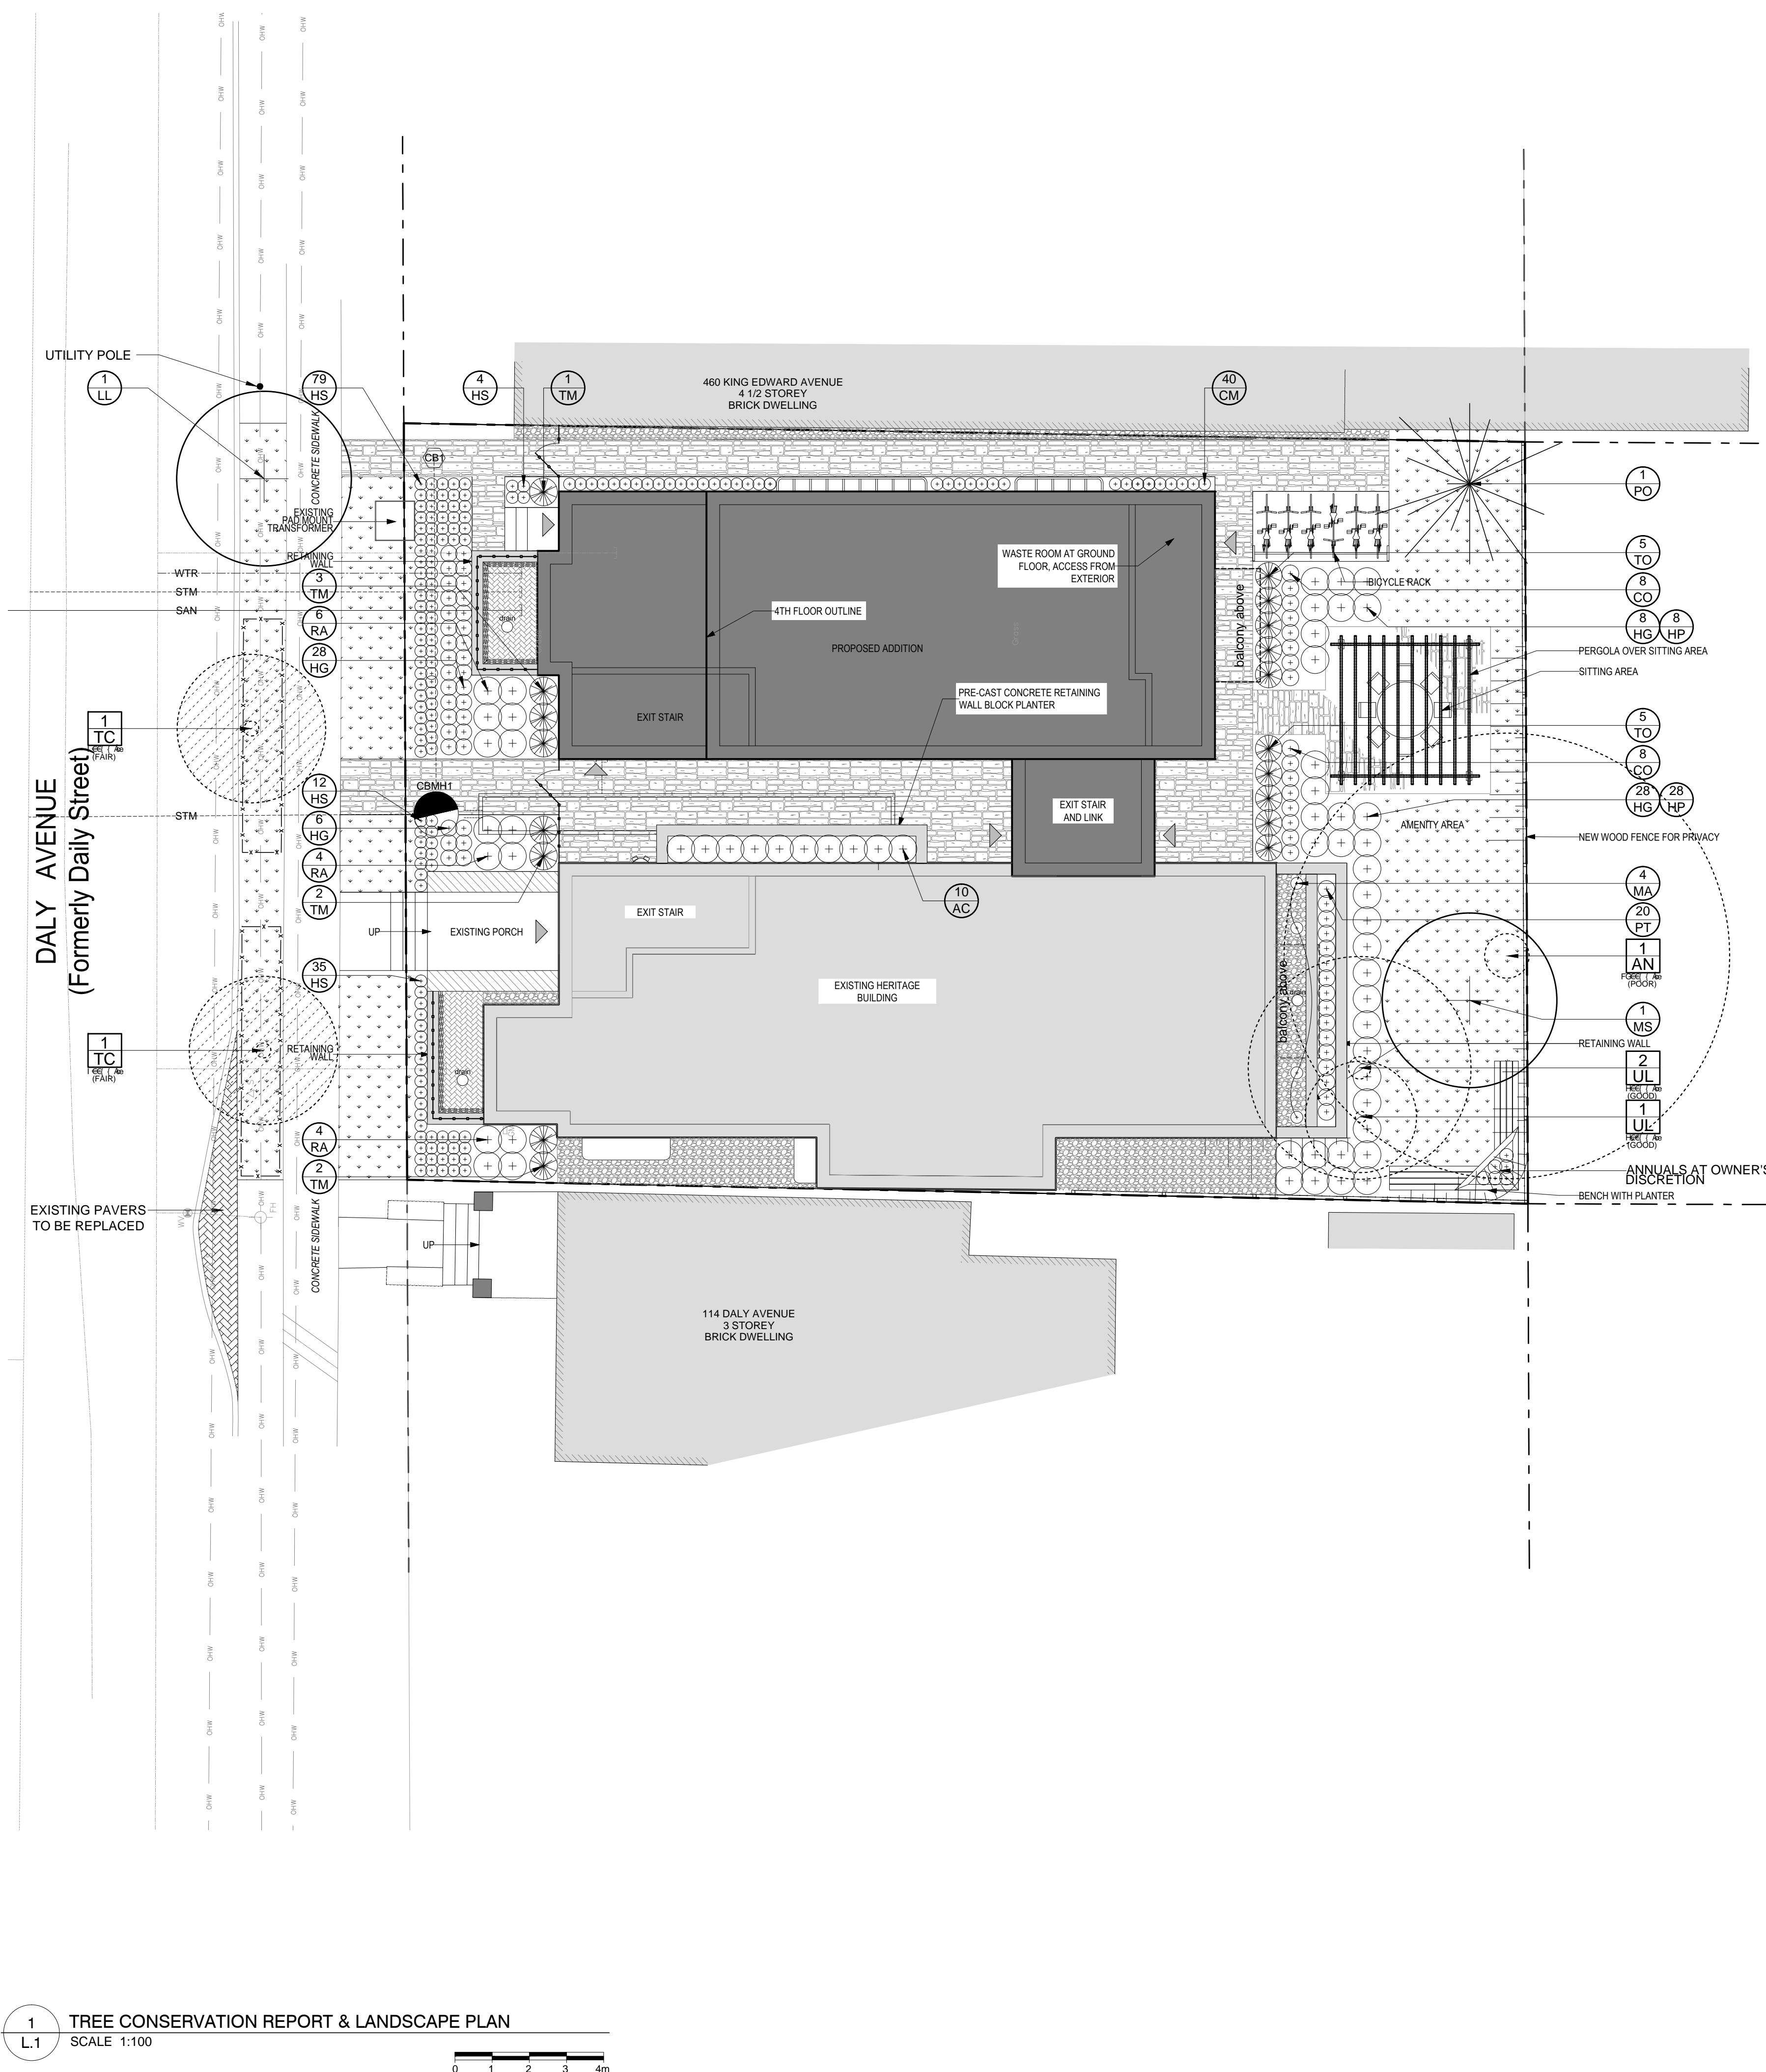 UTILITY POLE
1
LL
79
HS
4
HS
1
TM
460 KING EDWARD AVENUE
4 1/2 STOREY
BRICK DWELLING
40
CM
CONCRETE SIDEWALK
CB1
EXISTING
PAD MOUNT
TRANSFORMER
RETAINING
WALL
WTR
STM
SAN
3
TM
6
RA
28
HG
drain
4TH FLOOR OUTLINE
WASTE ROOM AT GROUND
FLOOR, ACCESS FROM
EXTERIOR
PROPOSED ADDITION
PRE-CAST CONCRETE RETAINING
WALL BLOCK PLANTER
EXIT STAIR
balcony above
BICYCLE RACK
1
PO
5
TO
8
CO
8
HG
8
HP
PERGOLA OVER SITTING AREA
SITTING AREA
5
TO
8
CO
28
HG
28
HP
AMENITY AREA
NEW WOOD FENCE FOR PRIVACY
1
TC
(FAIR)
DALY AVENUE
(Formerly Daily Street)
STM
12
HS
CBMH1
6
HG
4
RA
2
TM
EXIT STAIR
AND LINK
10
AC
EXIT STAIR
UP
EXISTING PORCH
EXISTING HERITAGE
BUILDING
balcony above
drain
4
MA
20
PT
1
AN
(POOR)
1
MS
RETAINING WALL
2
UL
(GOOD)
1
UL
(GOOD)
ANNUALS AT OWNER'S
DISCRETION
BENCH WITH PLANTER
35
HS
1
TC
(FAIR)
RETAINING
WALL
drain
4
RA
2
TM
EXISTING PAVERS
TO BE REPLACED
WV
FH
CONCRETE SIDEWALK
UP
114 DALY AVENUE
3 STOREY
BRICK DWELLING
OHW
1
L.1
TREE CONSERVATION REPORT & LANDSCAPE PLAN
SCALE 1:100
0 1 2 3 4m